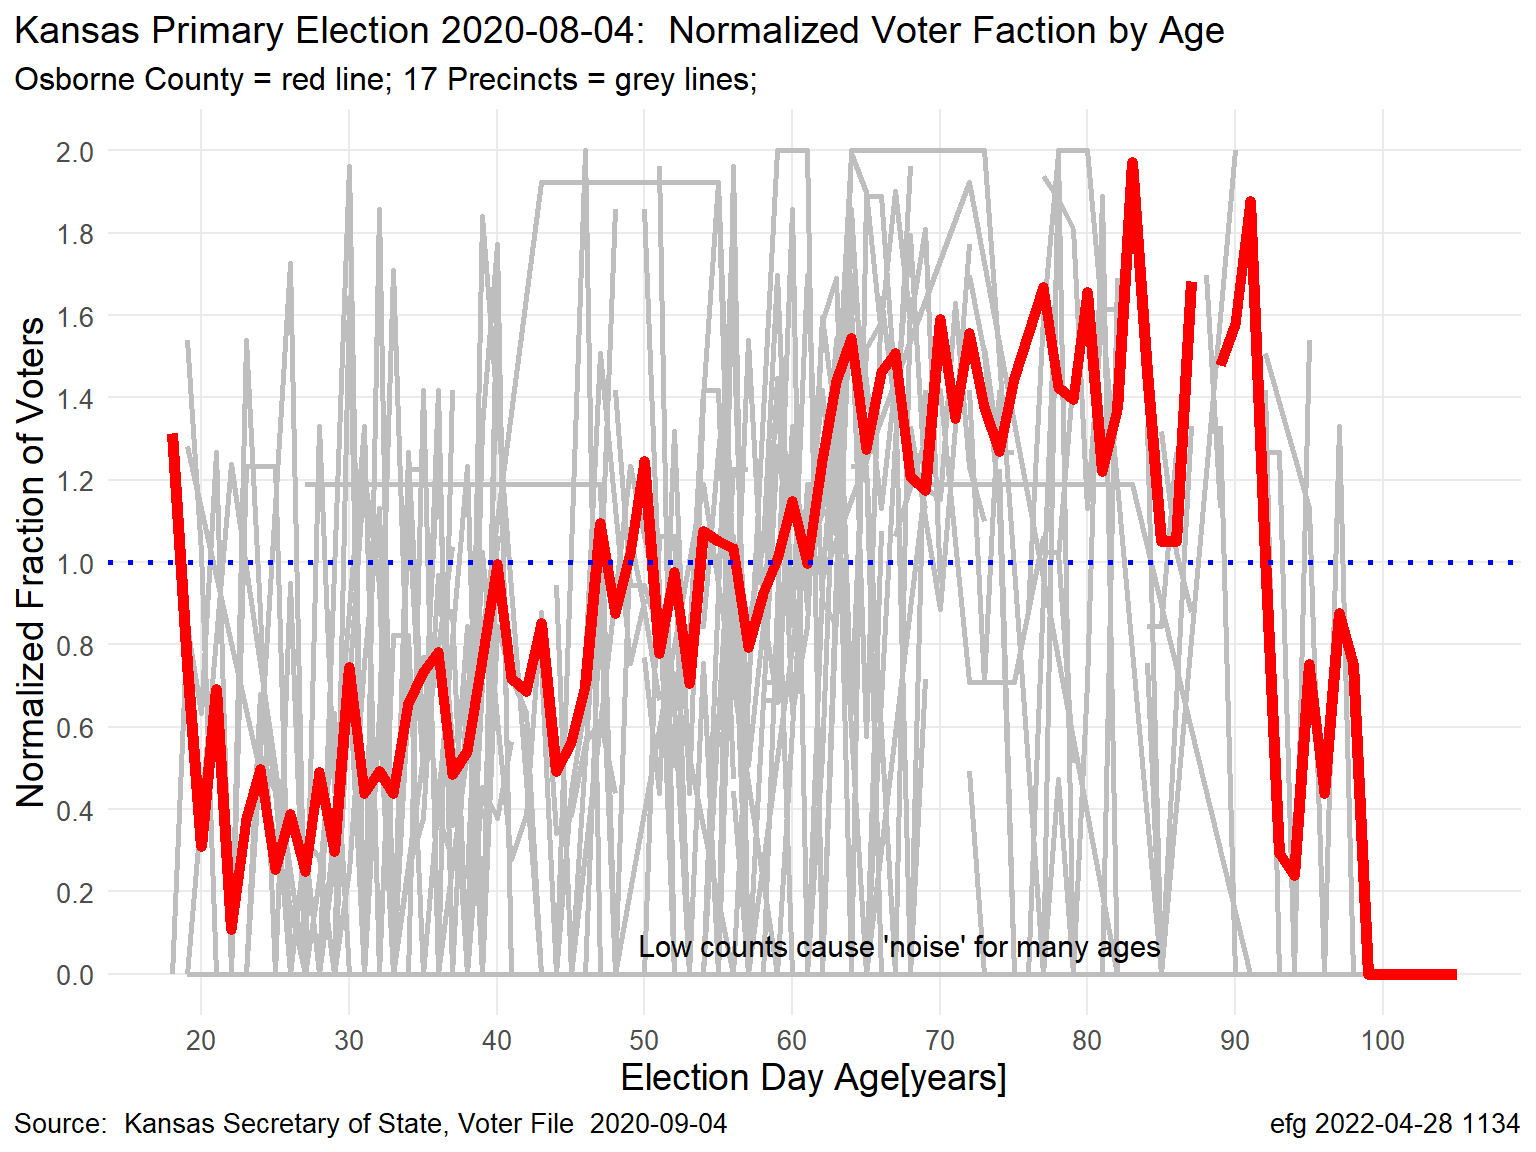 Kansas Primary Election 2020-08-04:  Normalized Voter Faction by Age
Osborne County = red line; 17 Precincts = grey lines;
Normalized Fraction of Voters
2.0
1.8
1.6
1.4
1.2
1.0
0.8
0.6
0.4
0.2
0.0
Low counts cause 'noise' for many ages
20 30 40 50 60 70 80 90 100
Election Day Age[years]
Source:  Kansas Secretary of State, Voter File  2020-09-04
efg 2022-04-28 1134